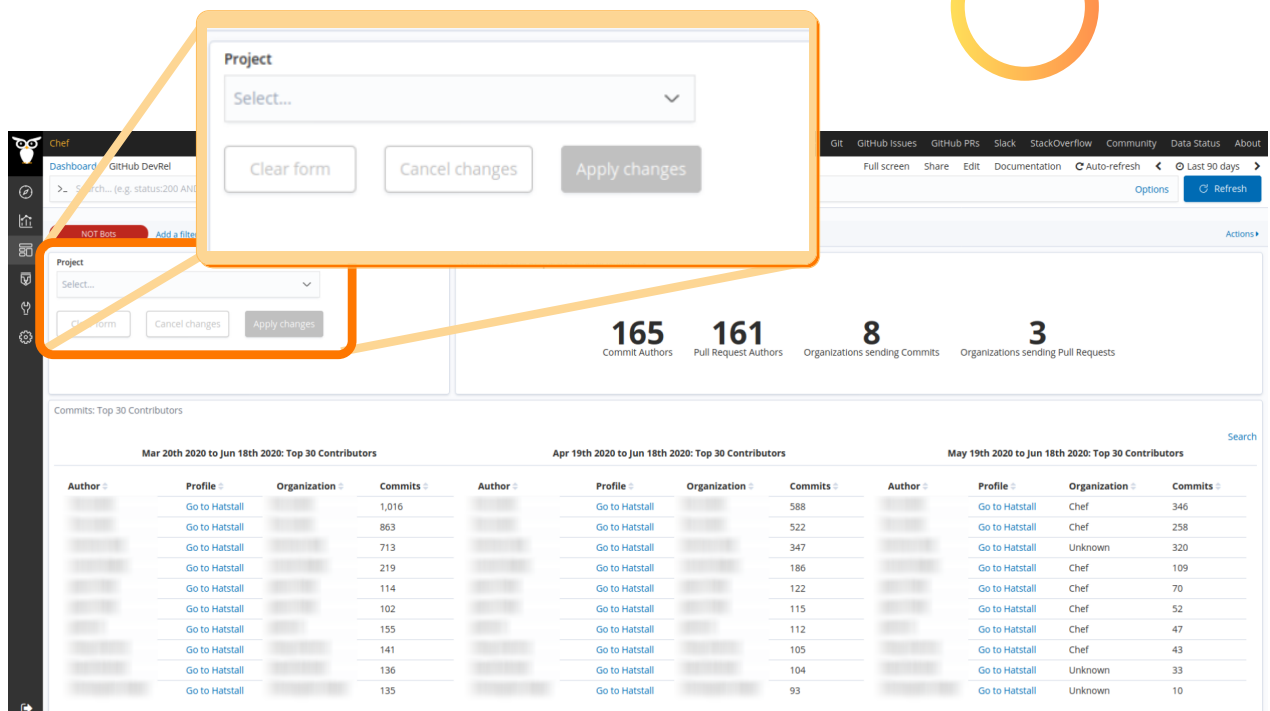 Project
Select...
Clear form Cancel changes Apply changes
Chef Git GitHub Issues GitHub PRs Slack StackOverflow Community Data Status About
Dashboard GitHub DevRel Full screen Share Edit Documentation Auto-refresh Last 90 days
>_ Search... (e.g. status:200 AND Options Refresh
NOT Bots Add a filter Actions
Project
Select...
Clear form Cancel changes Apply changes
165 161 8 3
Commit Authors Pull Request Authors Organizations sending Commits Organizations sending Pull Requests
Commits: Top 30 Contributors
Search
Mar 20th 2020 to Jun 18th 2020: Top 30 Contributors Apr 19th 2020 to Jun 18th 2020: Top 30 Contributors May 19th 2020 to Jun 18th 2020: Top 30 Contributors
Author Profile Organization Commits Author Profile Organization Commits Author Profile Organization Commits
Go to Hatstall 1,016 Go to Hatstall 588 Go to Hatstall Chef 346
Go to Hatstall 863 Go to Hatstall 522 Go to Hatstall Chef 258
Go to Hatstall 713 Go to Hatstall 347 Go to Hatstall Unknown 320
Go to Hatstall 219 Go to Hatstall 186 Go to Hatstall Chef 109
Go to Hatstall 114 Go to Hatstall 122 Go to Hatstall Chef 70
Go to Hatstall 102 Go to Hatstall 115 Go to Hatstall Chef 52
Go to Hatstall 155 Go to Hatstall 112 Go to Hatstall Chef 47
Go to Hatstall 141 Go to Hatstall 105 Go to Hatstall Chef 43
Go to Hatstall 136 Go to Hatstall 104 Go to Hatstall Unknown 33
Go to Hatstall 135 Go to Hatstall 93 Go to Hatstall Unknown 10